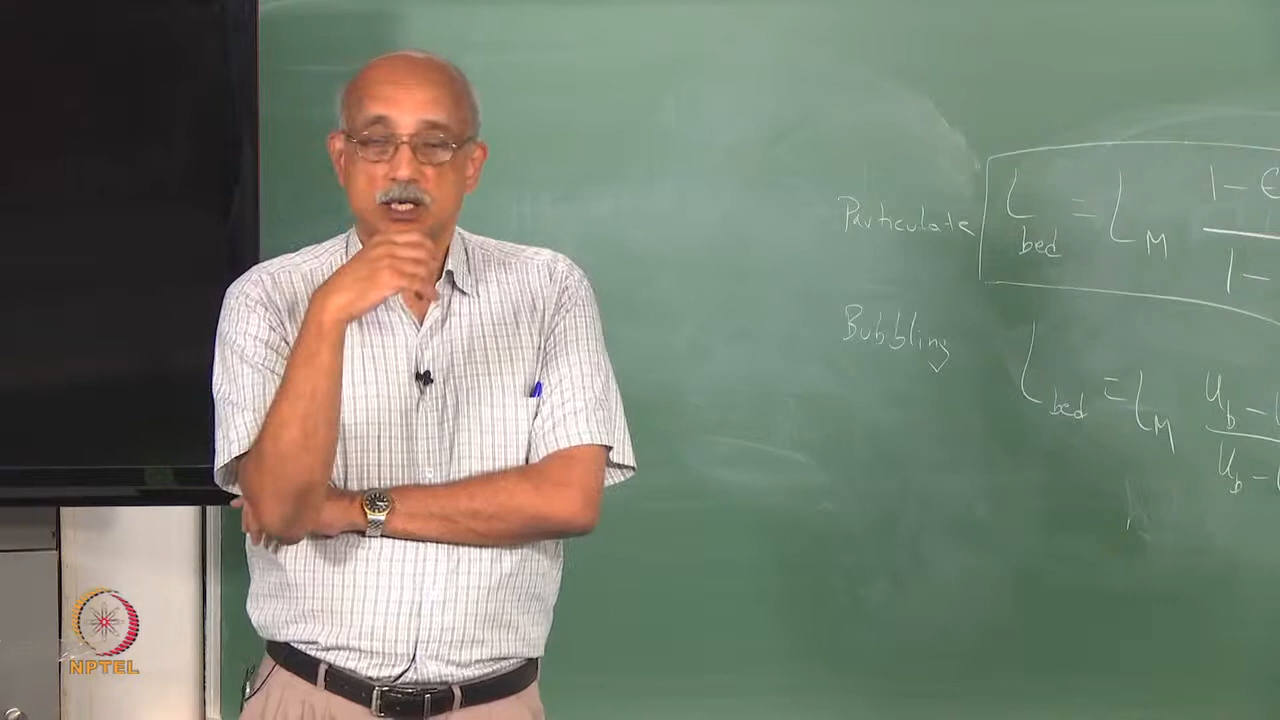 Particulate L bed = L M 1 - ϵ
1 -
Bubbling L bed = L M u b -
u b -
NPTEL